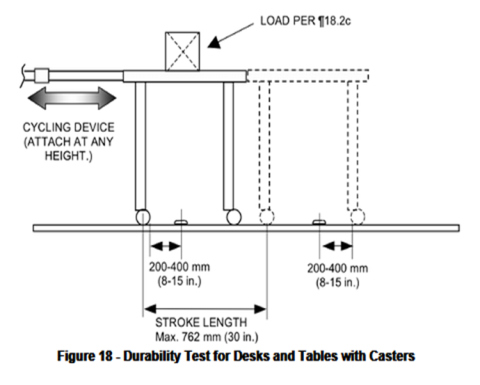 LOAD PER ¶18.2c
CYCLING DEVICE
(ATTACH AT ANY
HEIGHT.)
200-400 mm
(8-15 in.)
200-400 mm
(8-15 in.)
STROKE LENGTH
Max. 762 mm (30 in.)
Figure 18 - Durability Test for Desks and Tables with Casters